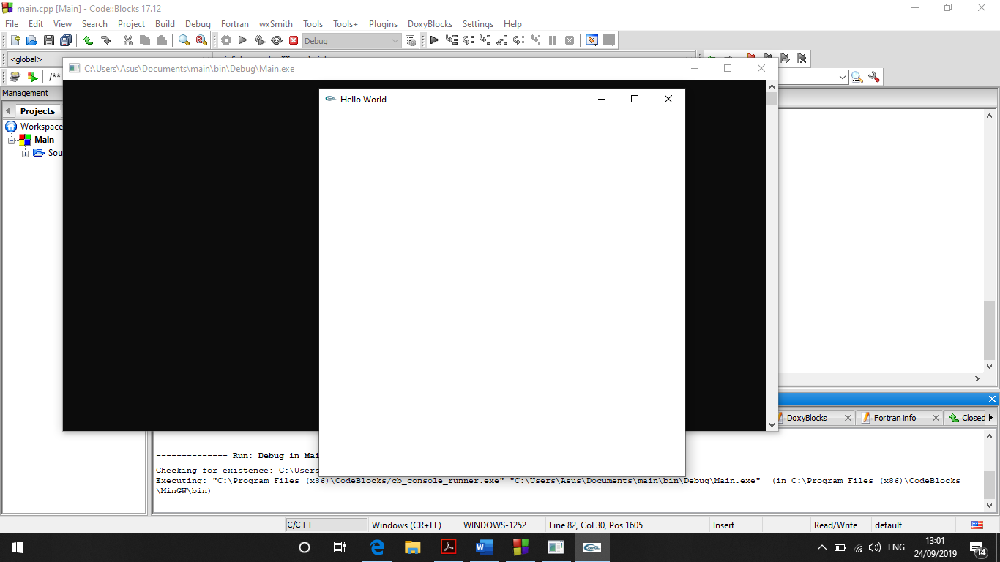 main.cpp [Main] - Code::Blocks 17.12
File Edit View Search Project Build Debug Fortran wxSmith Tools Tools+ Plugins DoxyBlocks Settings Help
Debug
<global>
C:\Users\Asus\Documents\main\bin\Debug\Main.exe
/**
Management
Hello World
Projects
Workspace
Main
Sou
DoxyBlocks
Fortran info
Closed
-------------- Run: Debug in Mai
Checking for existence: C:\Users
Executing: "C:\Program Files (x86)\CodeBlocks/cb_console_runner.exe" "C:\Users\Asus\Documents\main\bin\Debug\Main.exe" (in C:\Program Files (x86)\CodeBlocks
\MinGW\bin)
C/C++ Windows (CR+LF) WINDOWS-1252 Line 82, Col 30, Pos 1605 Insert Read/Write default
ENG
13:01
24/09/2019
14